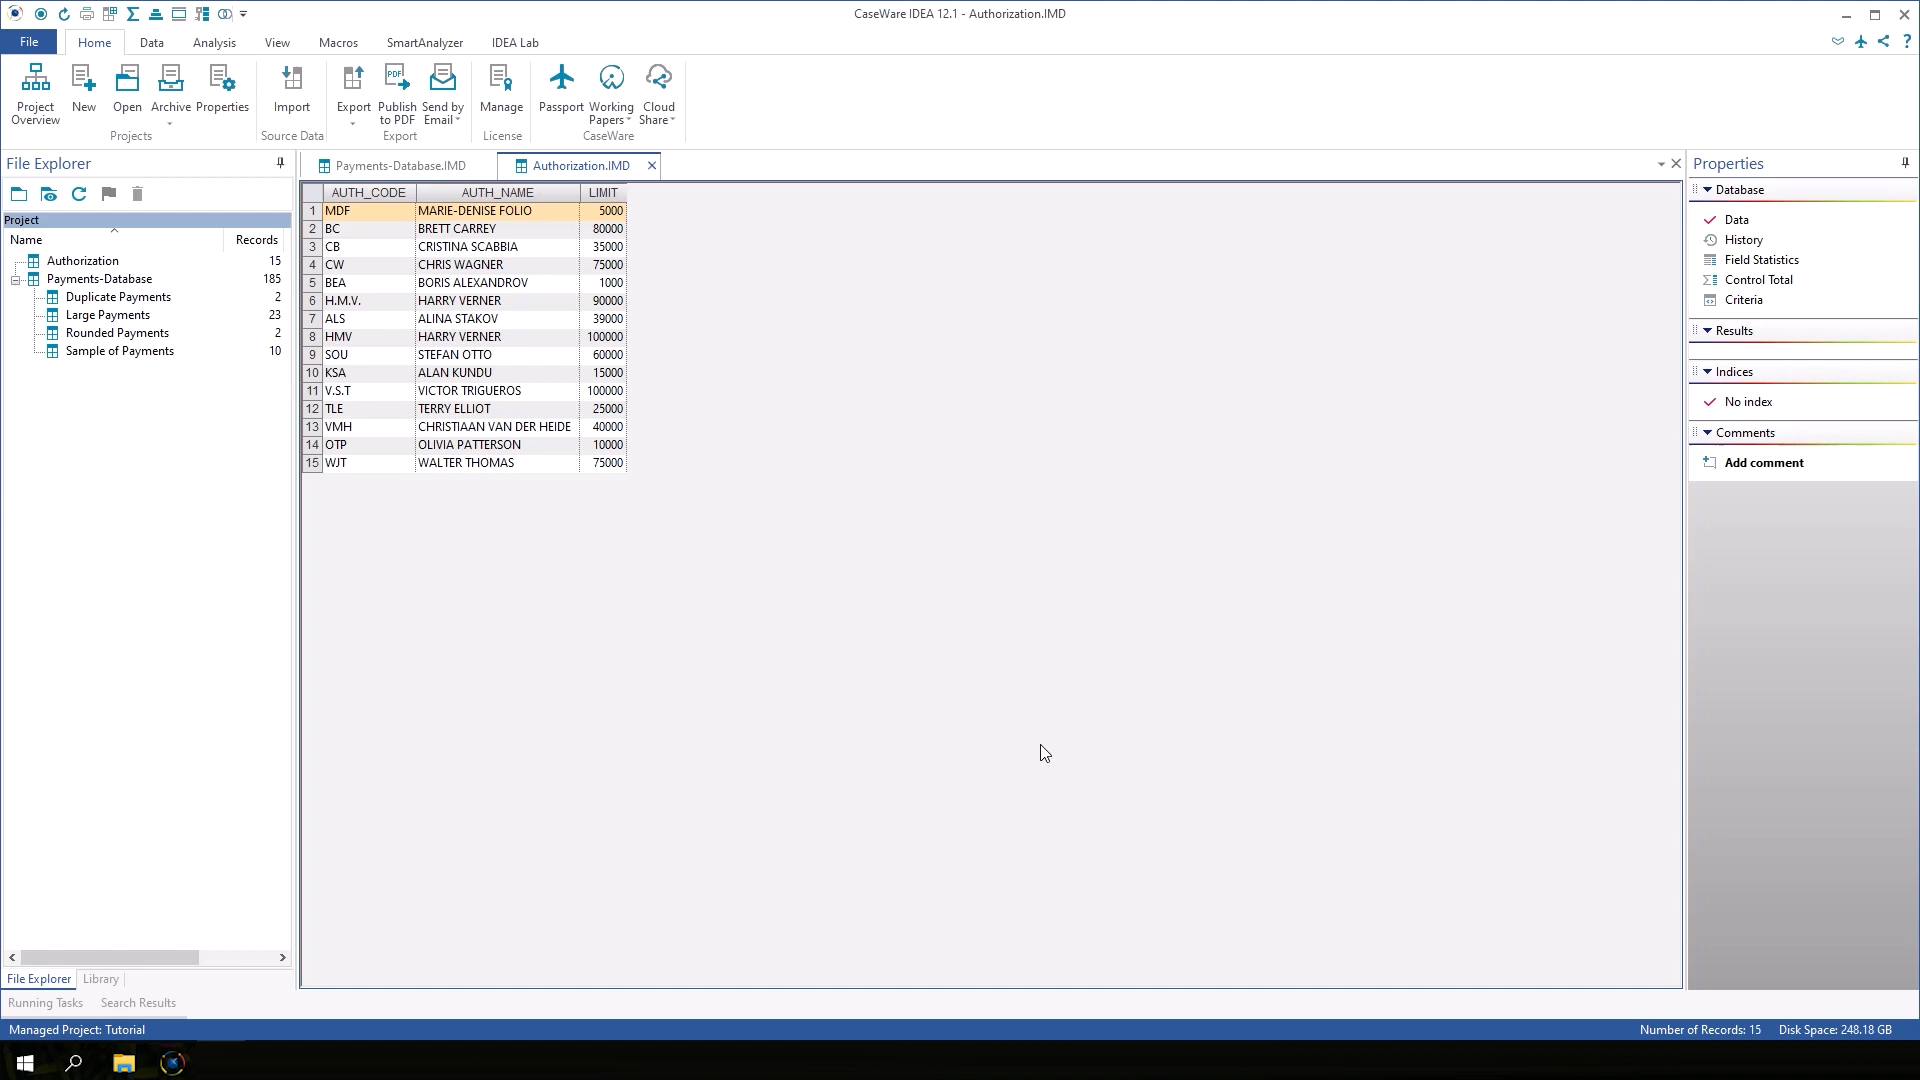 CaseWare IDEA 12.1 - Authorization.IMD
File Home Data Analysis View Macros SmartAnalyzer IDEA Lab
Project Overview New Open Archive Properties Import Export Publish to PDF Send by Email Manage Passport Working Papers Cloud Share
Projects Source Data Export License CaseWare
File Explorer
Project
Name Records
Authorization 15
Payments-Database 185
Duplicate Payments 2
Large Payments 23
Rounded Payments 2
Sample of Payments 10
File Explorer Library
Running Tasks Search Results
Payments-Database.IMD Authorization.IMD
AUTH_CODE AUTH_NAME LIMIT
1 MDF MARIE-DENISE FOLIO 5000
2 BC BRETT CARREY 80000
3 CB CRISTINA SCABBIA 35000
4 CW CHRIS WAGNER 75000
5 BEA BORIS ALEXANDROV 1000
6 H.M.V. HARRY VERNER 90000
7 ALS ALINA STAKOV 39000
8 HMV HARRY VERNER 100000
9 SOU STEFAN OTTO 60000
10 KSA ALAN KUNDU 15000
11 V.S.T VICTOR TRIGUEROS 100000
12 TLE TERRY ELLIOT 25000
13 VMH CHRISTIAAN VAN DER HEIDE 40000
14 OTP OLIVIA PATTERSON 10000
15 WJT WALTER THOMAS 75000
Properties
Database
Data
History
Field Statistics
Control Total
Criteria
Results
Indices
No index
Comments
Add comment
Managed Project: Tutorial
Number of Records: 15 Disk Space: 248.18 GB